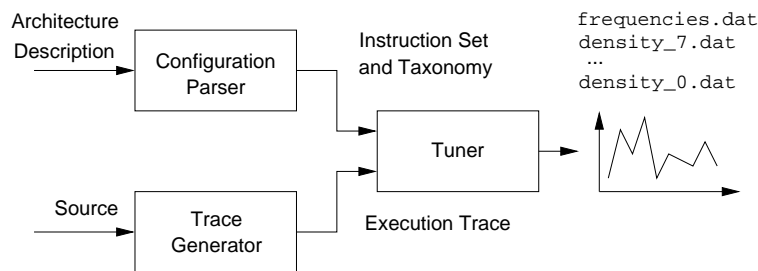 Architecture
Description
Configuration
Parser
Instruction Set
and Taxonomy
frequencies.dat
density_7.dat
...
density_0.dat
Tuner
Source
Trace
Generator
Execution Trace